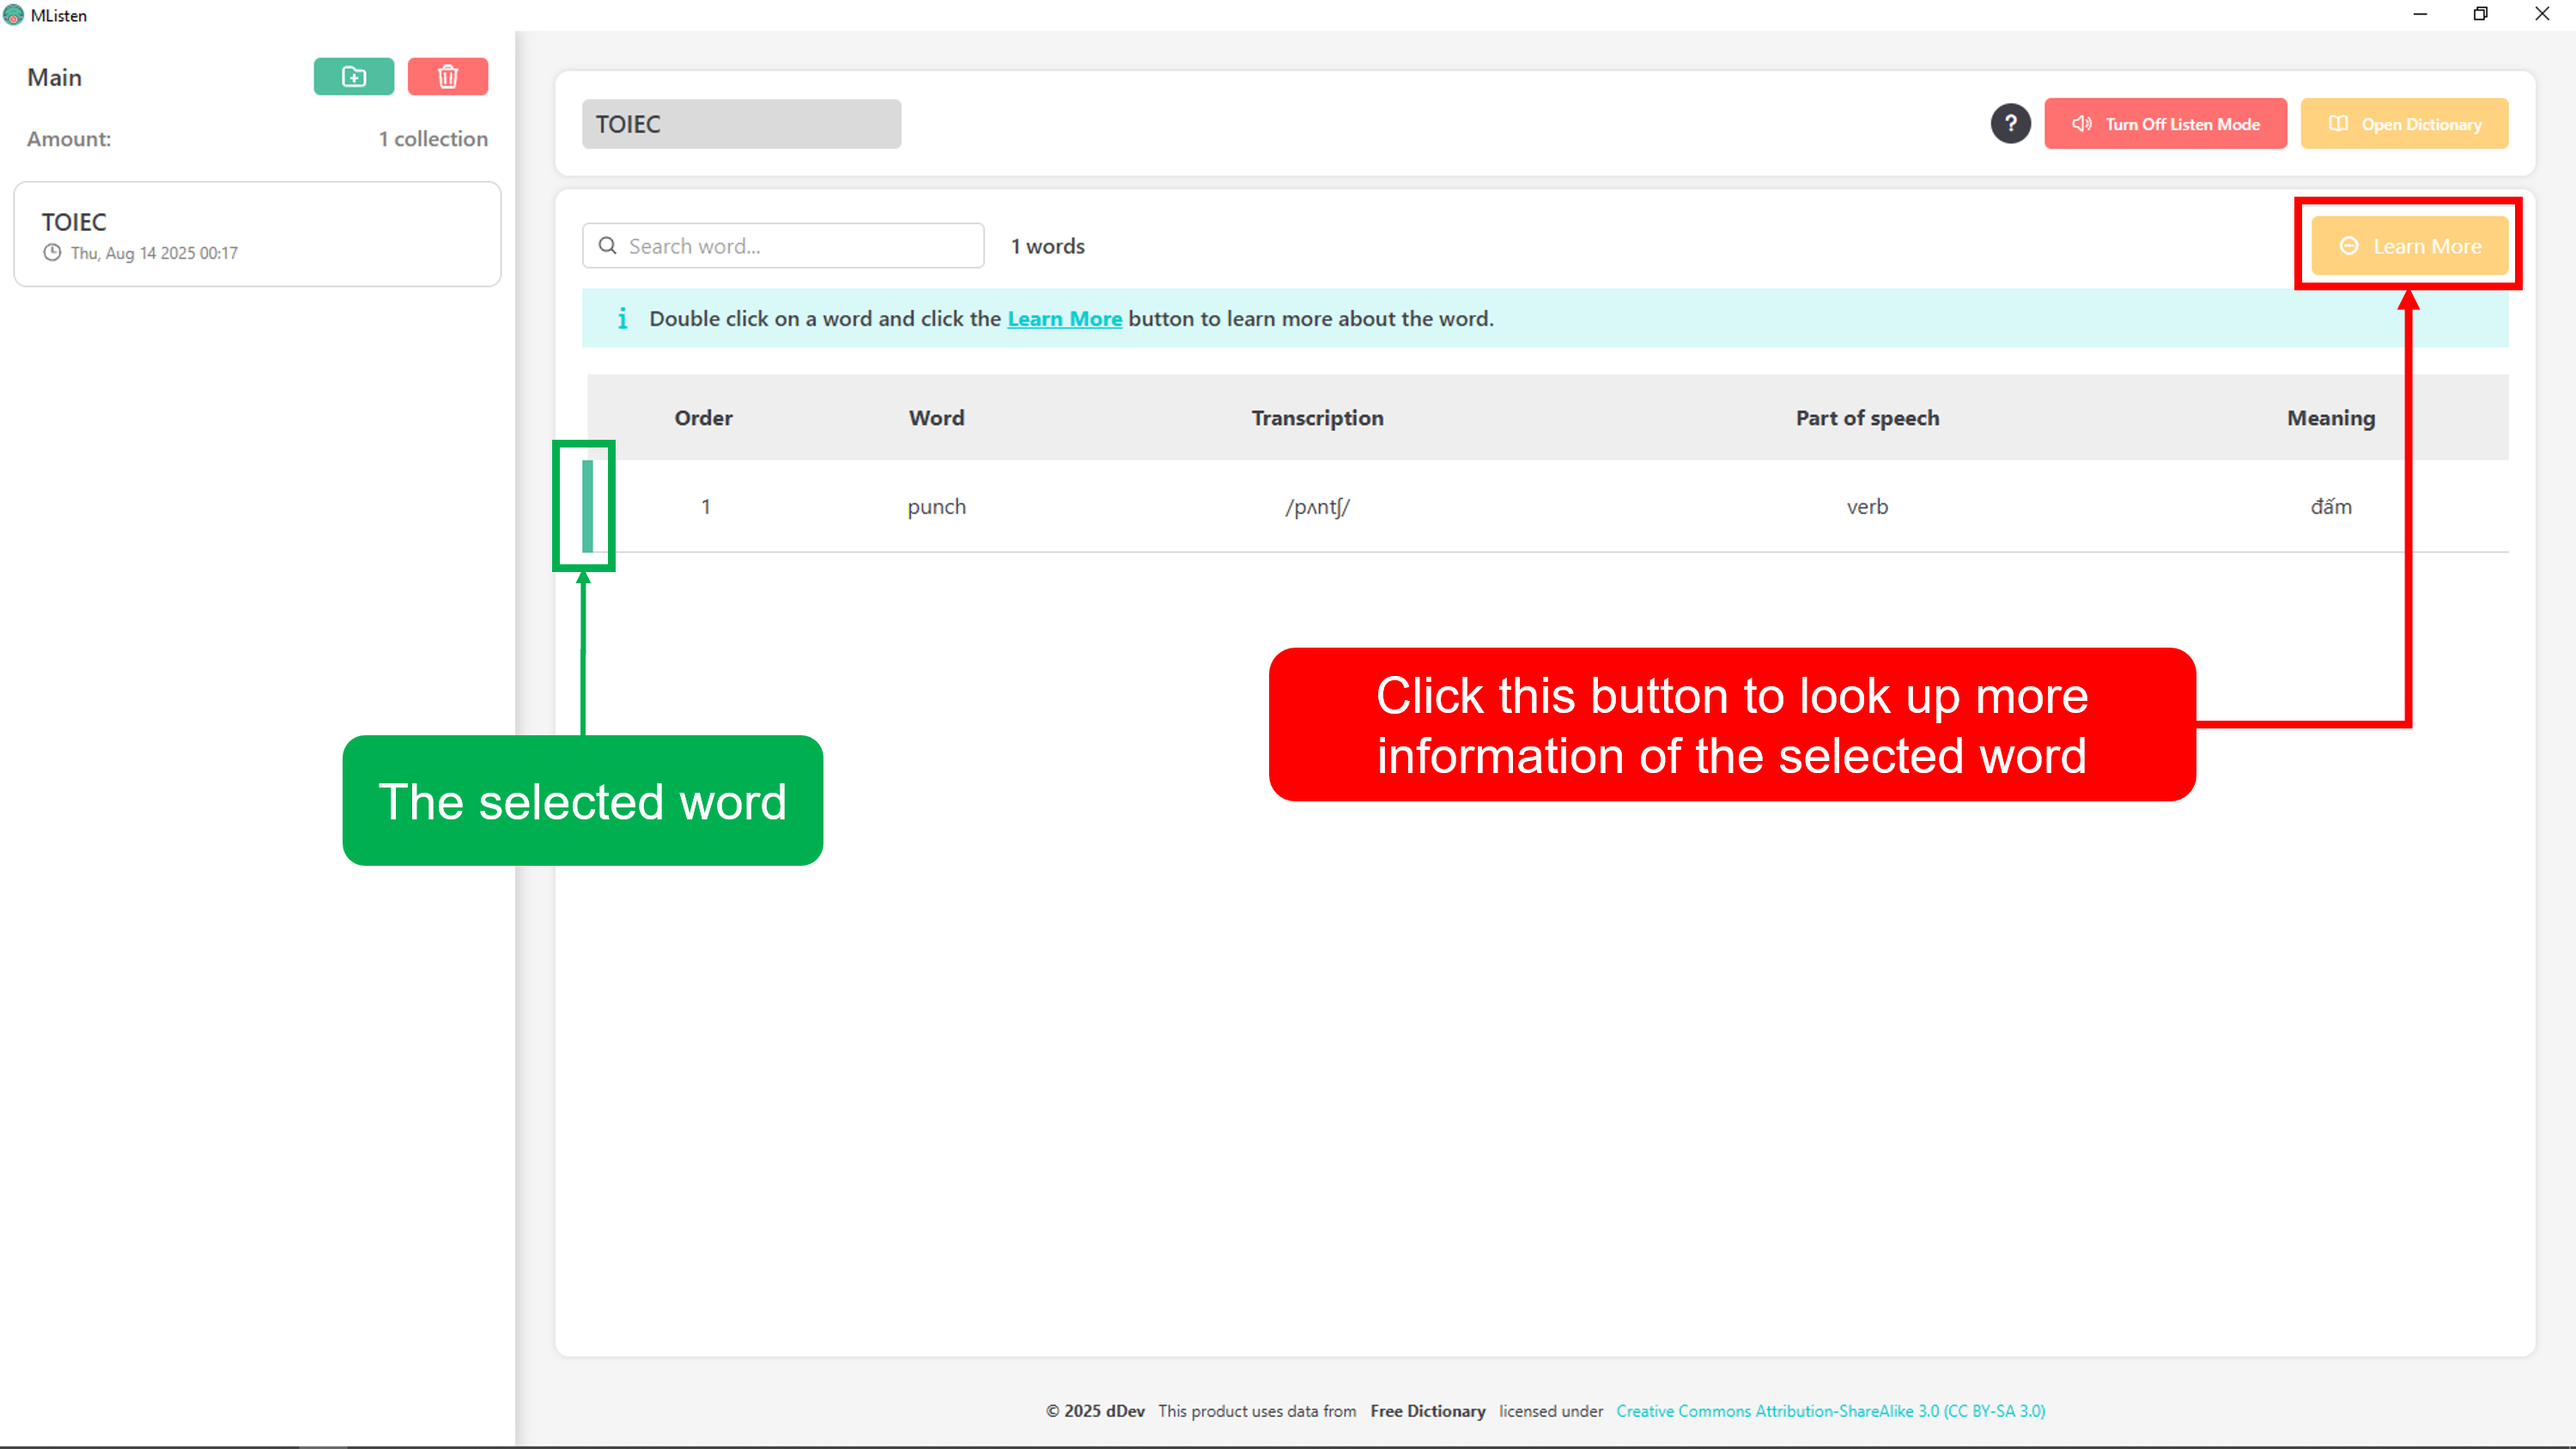 MListen
Main
Amount: 1 collection
TOIEC
Thu, Aug 14 2025 00:17
TOIEC
? Turn Off Listen Mode Open Dictionary
Search word... 1 words Learn More
i Double click on a word and click the Learn More button to learn more about the word.
Order Word Transcription Part of speech Meaning
1 punch /pʌntʃ/ verb đấm
Click this button to look up more
information of the selected word
The selected word
© 2025 dDev This product uses data from Free Dictionary licensed under Creative Commons Attribution-ShareAlike 3.0 (CC BY-SA 3.0)